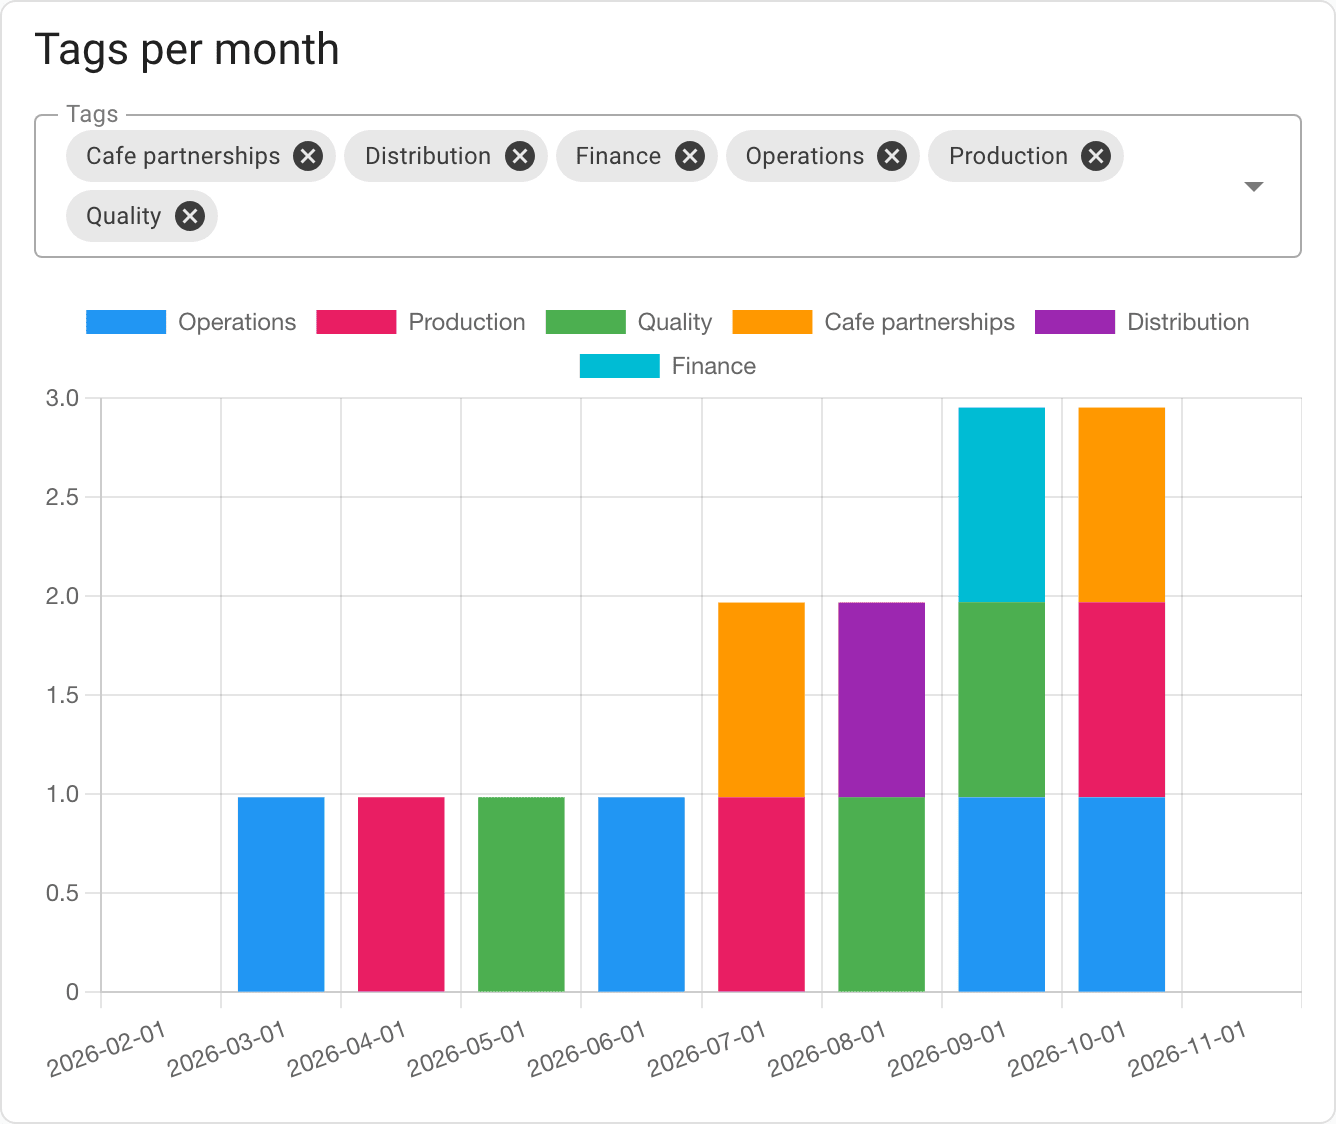 Tags per month
Tags
Cafe partnerships Distribution Finance Operations Production
Quality
Operations Production Quality Cafe partnerships Distribution
Finance
3.0
2.5
2.0
1.5
1.0
0.5
0
2026-02-01 2026-03-01 2026-04-01 2026-05-01 2026-06-01 2026-07-01 2026-08-01 2026-09-01 2026-10-01 2026-11-01